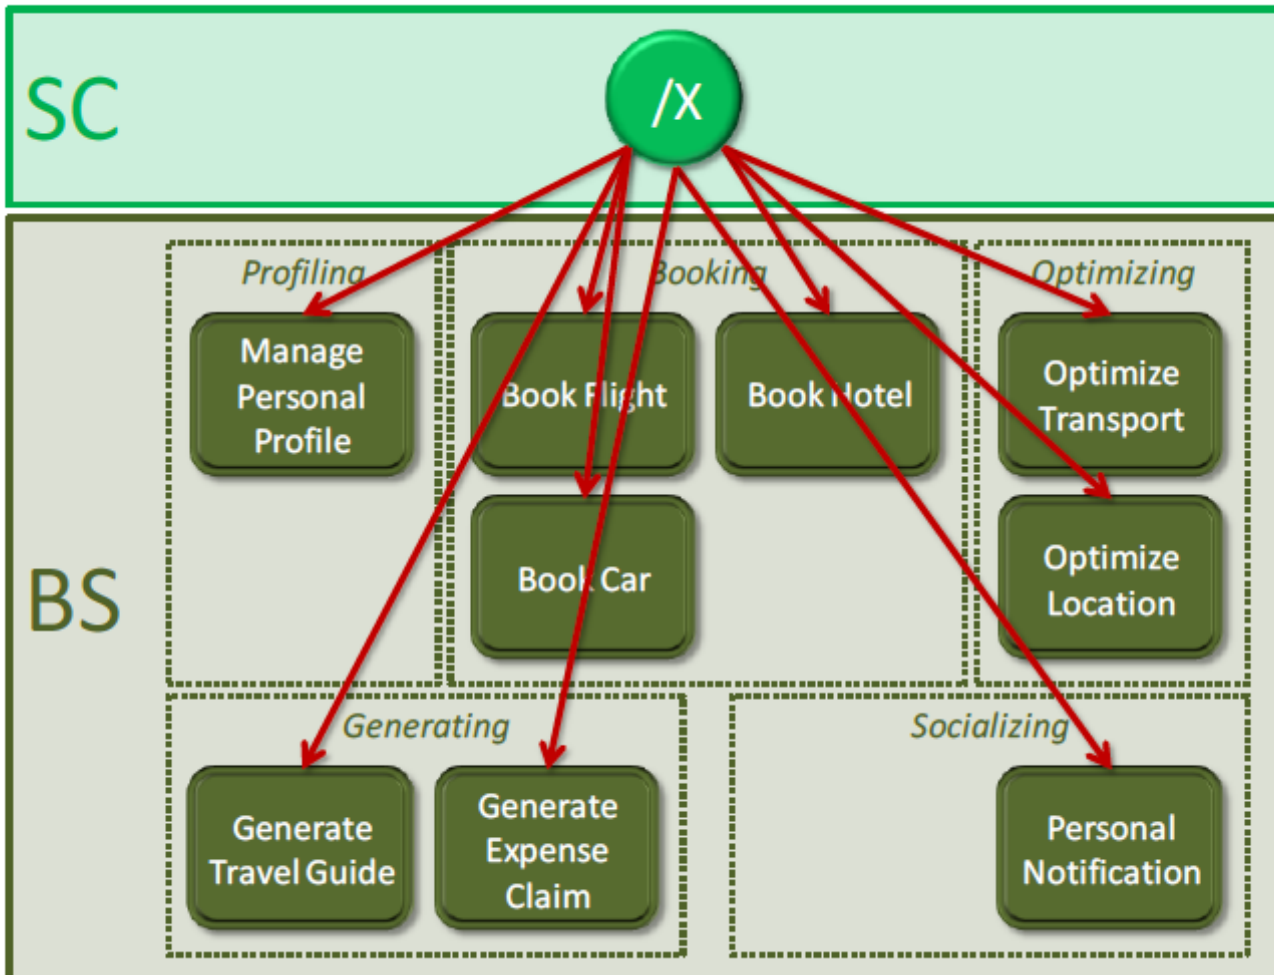 SC
/X
BS
Profiling
Booking
Optimizing
Manage
Personal
Profile
Book Flight
Book Hotel
Optimize
Transport
Book Car
Optimize
Location
Generating
Socializing
Generate
Travel Guide
Generate
Expense
Claim
Personal
Notification